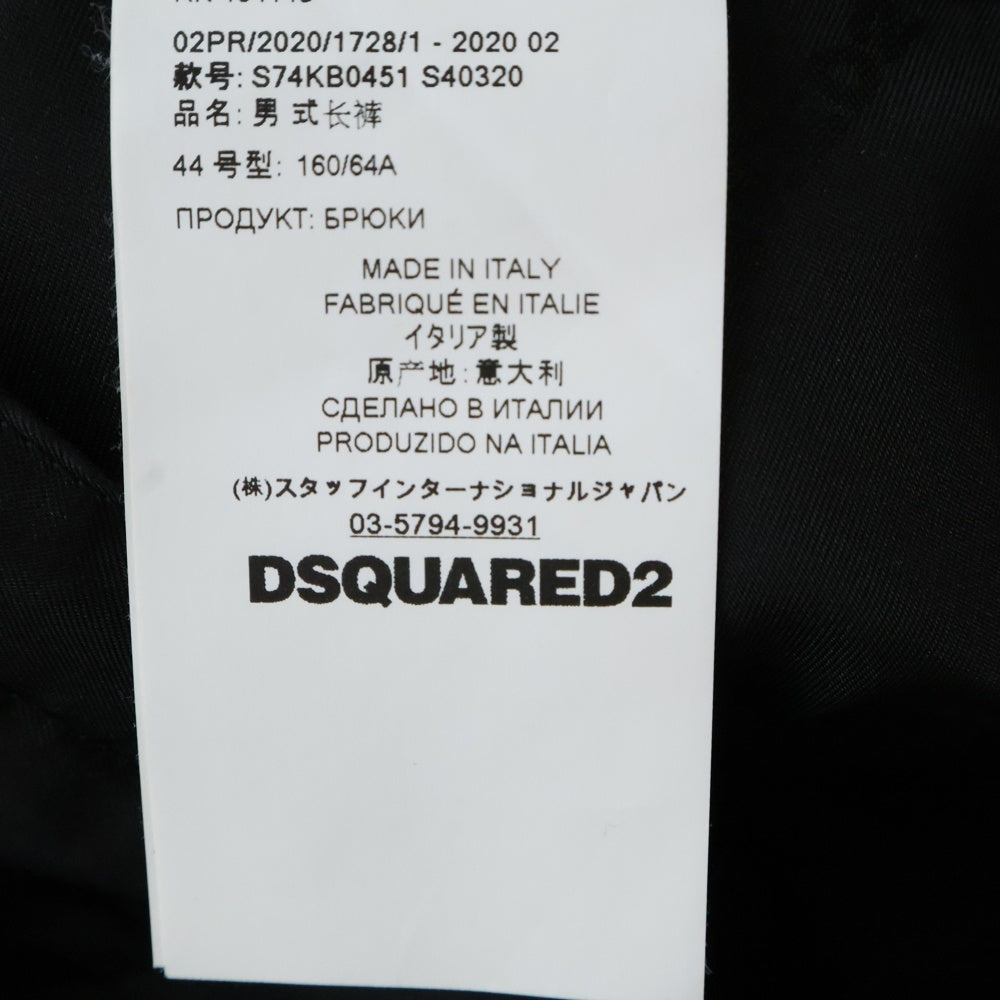 02PR/2020/1728/1 - 2020 02
款号: S74KB0451 S40320
品名: 男 式长裤
44 号型: 160/64A
ПРОДУКТ: БРЮКИ
MADE IN ITALY
FABRIQUÉ EN ITALIE
イタリア製
原产地:意大利
СДЕЛАНО В ИТАЛИИ
PRODUZIDO NA ITALIA
(株)スタッフインターナショナルジャパン
03-5794-9931
DSQUARED2